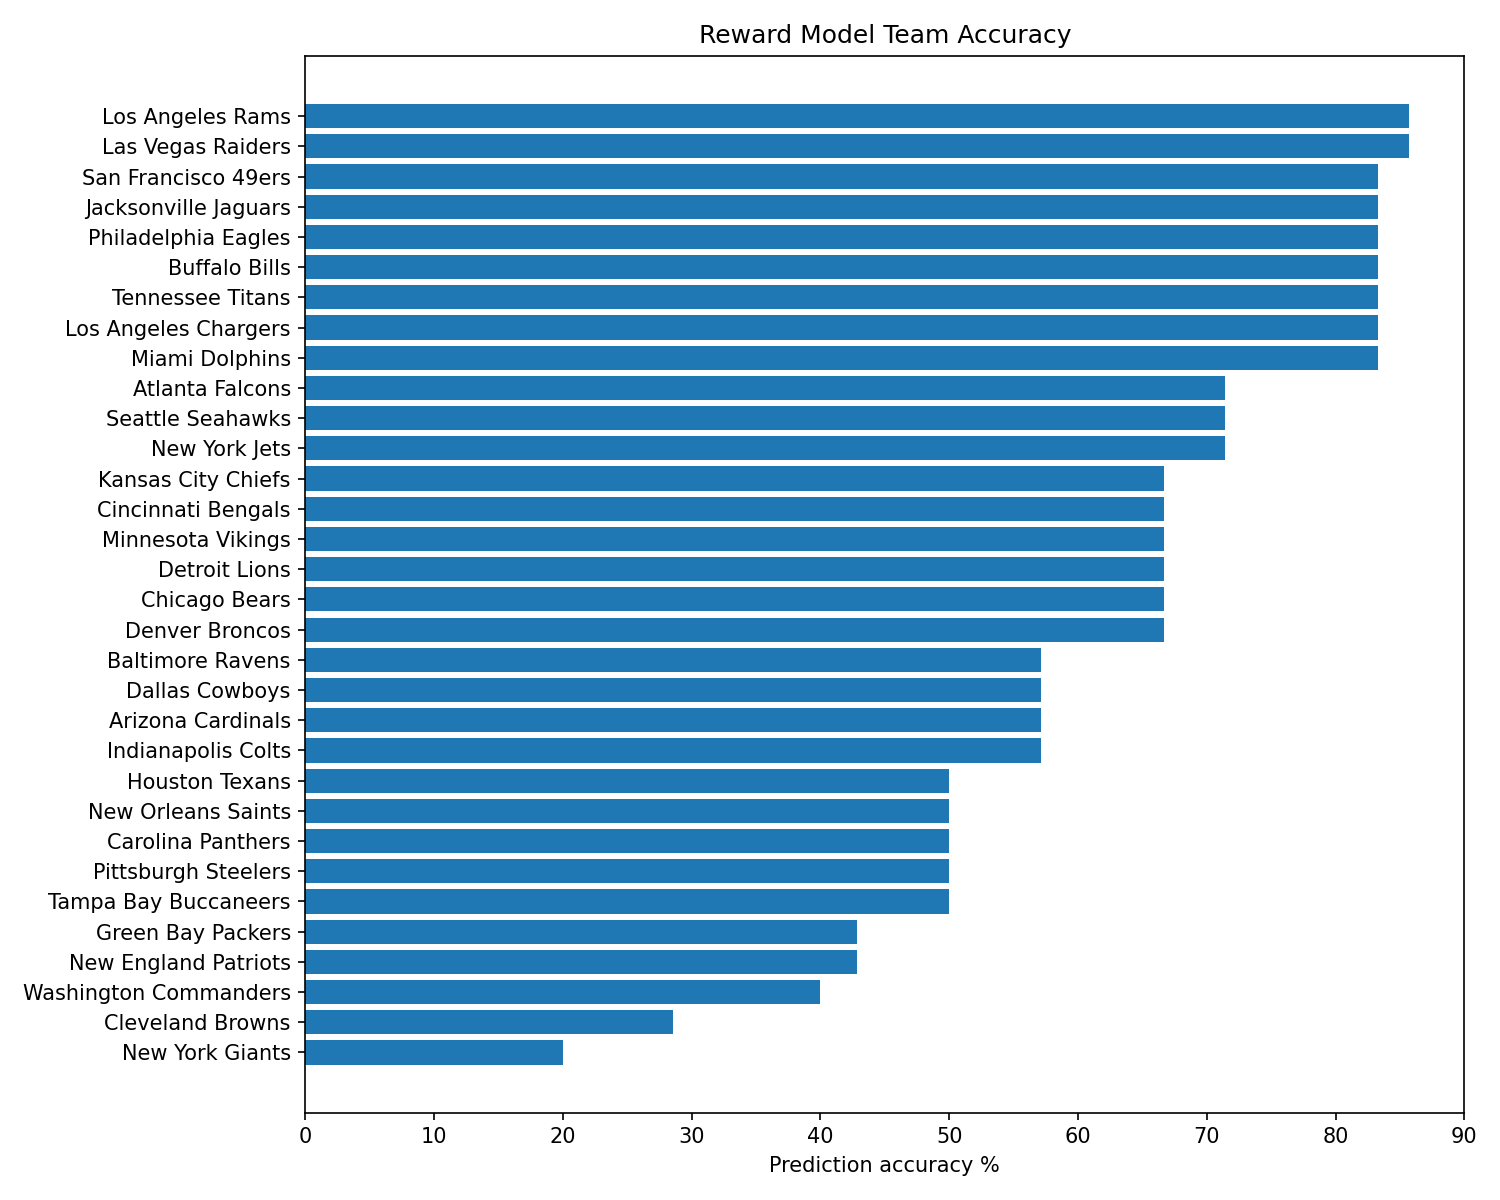 Reward Model Team Accuracy
Los Angeles Rams
Las Vegas Raiders
San Francisco 49ers
Jacksonville Jaguars
Philadelphia Eagles
Buffalo Bills
Tennessee Titans
Los Angeles Chargers
Miami Dolphins
Atlanta Falcons
Seattle Seahawks
New York Jets
Kansas City Chiefs
Cincinnati Bengals
Minnesota Vikings
Detroit Lions
Chicago Bears
Denver Broncos
Baltimore Ravens
Dallas Cowboys
Arizona Cardinals
Indianapolis Colts
Houston Texans
New Orleans Saints
Carolina Panthers
Pittsburgh Steelers
Tampa Bay Buccaneers
Green Bay Packers
New England Patriots
Washington Commanders
Cleveland Browns
New York Giants
0 10 20 30 40 50 60 70 80 90
Prediction accuracy %